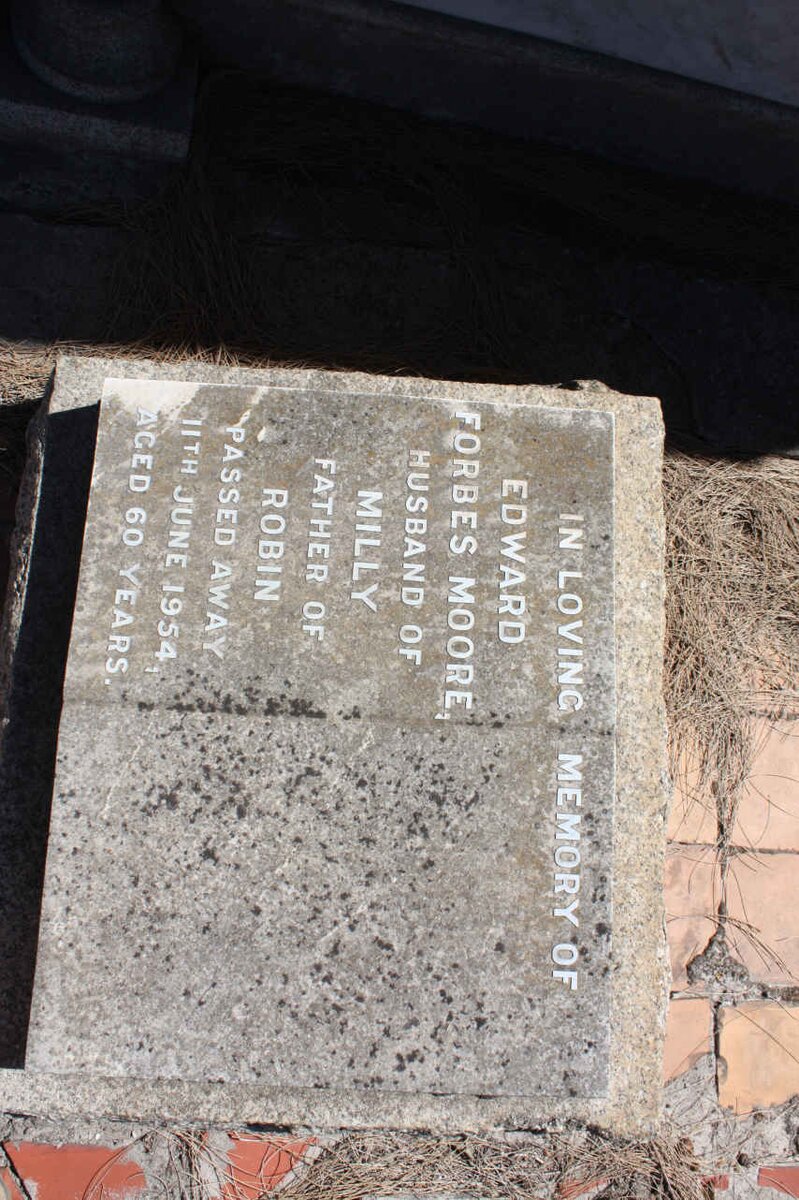 IN LOVING MEMORY OF
EDWARD
FORBES MOORE,
HUSBAND OF
MILLY
FATHER OF
ROBIN
PASSED AWAY
11TH JUNE 1954,
AGED 60 YEARS.